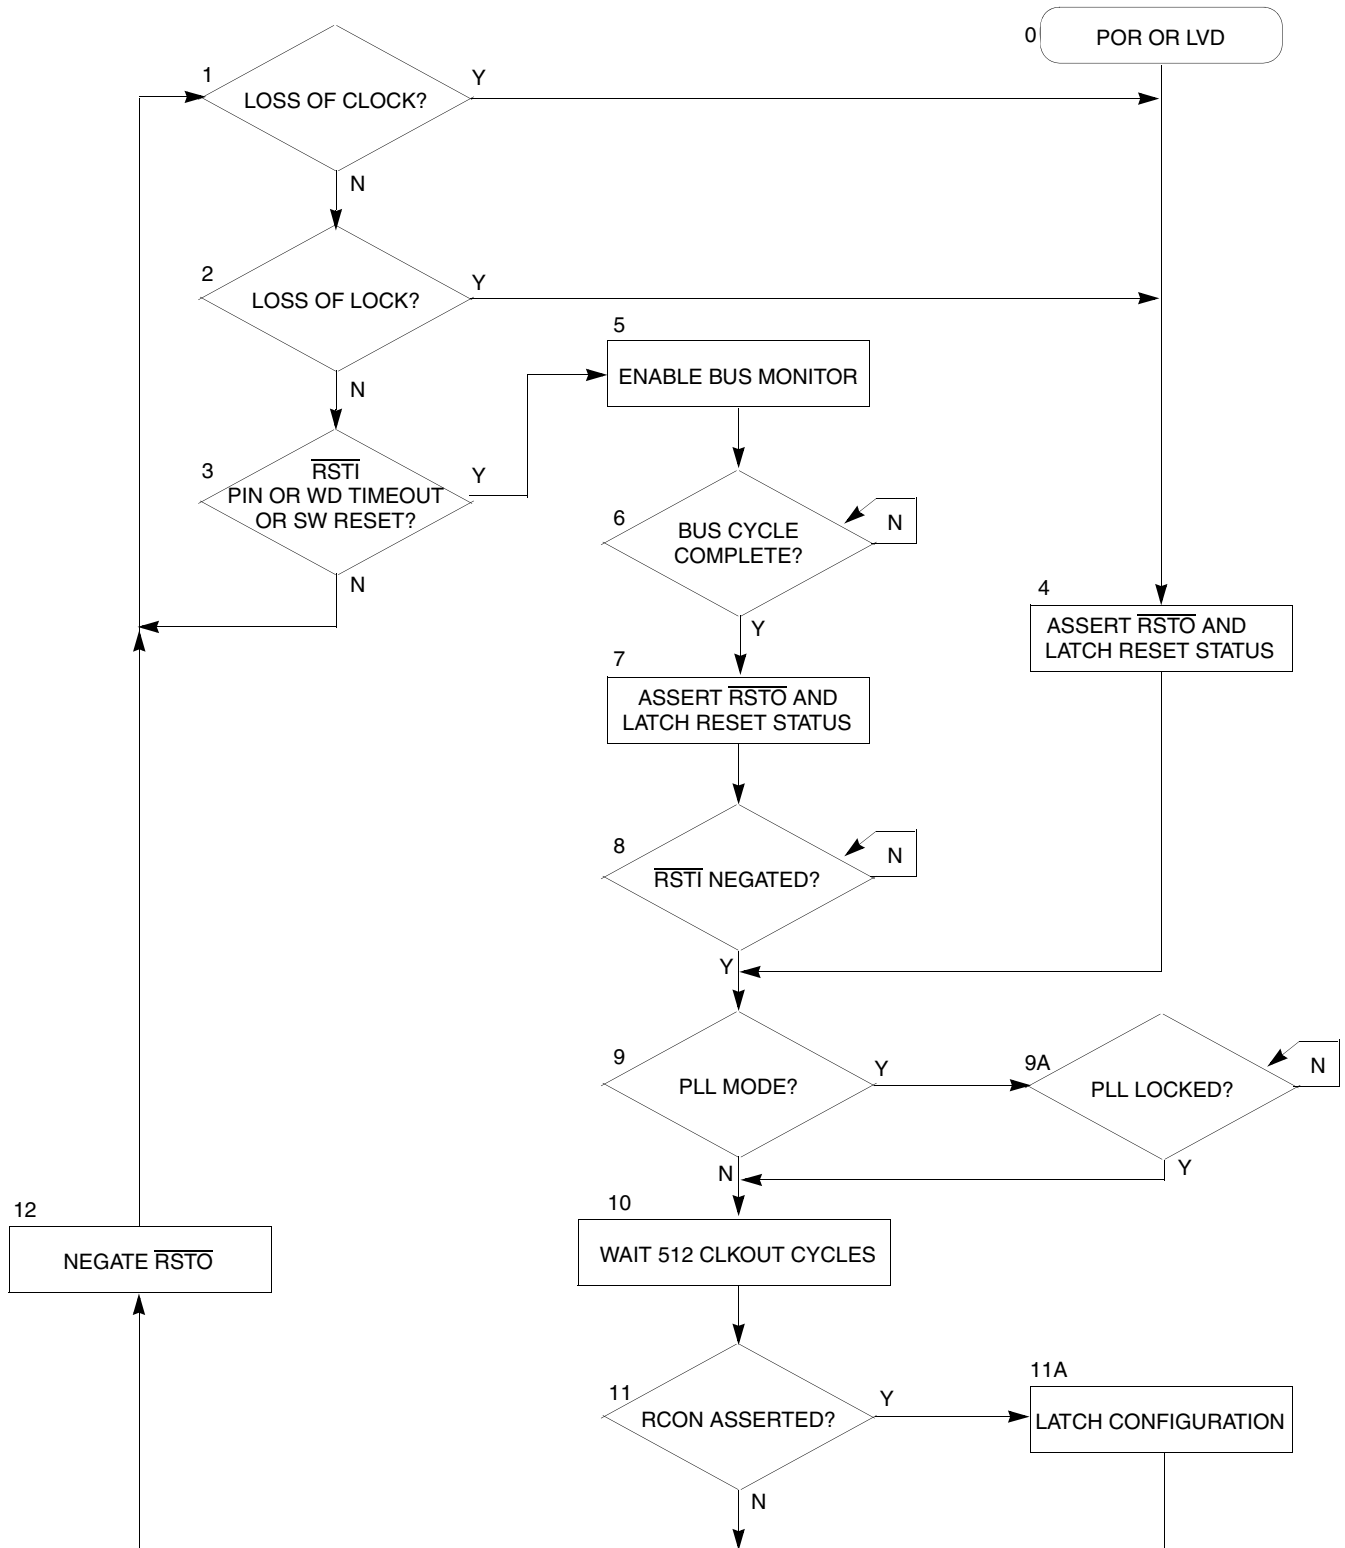 0
POR OR LVD
1
LOSS OF CLOCK?
Y
N
2
LOSS OF LOCK?
Y
N
3
RSTI
PIN OR WD TIMEOUT
OR SW RESET?
Y
N
5
ENABLE BUS MONITOR
6
BUS CYCLE
COMPLETE?
N
Y
4
ASSERT RSTO AND
LATCH RESET STATUS
7
ASSERT RSTO AND
LATCH RESET STATUS
8
RSTI NEGATED?
N
Y
9
PLL MODE?
Y
N
9A
PLL LOCKED?
N
Y
12
NEGATE RSTO
10
WAIT 512 CLKOUT CYCLES
11
RCON ASSERTED?
Y
N
11A
LATCH CONFIGURATION